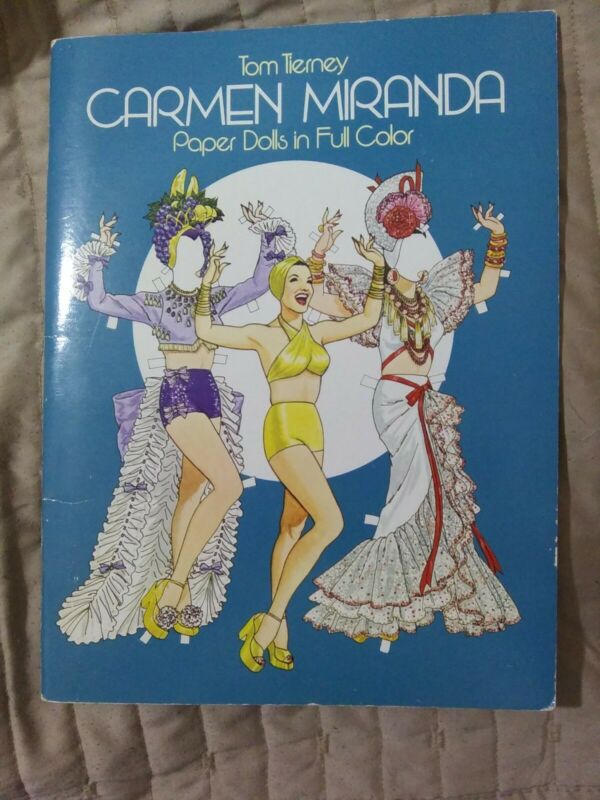 Tom Tierney
CARMEN MIRANDA
Paper Dolls in Full Color